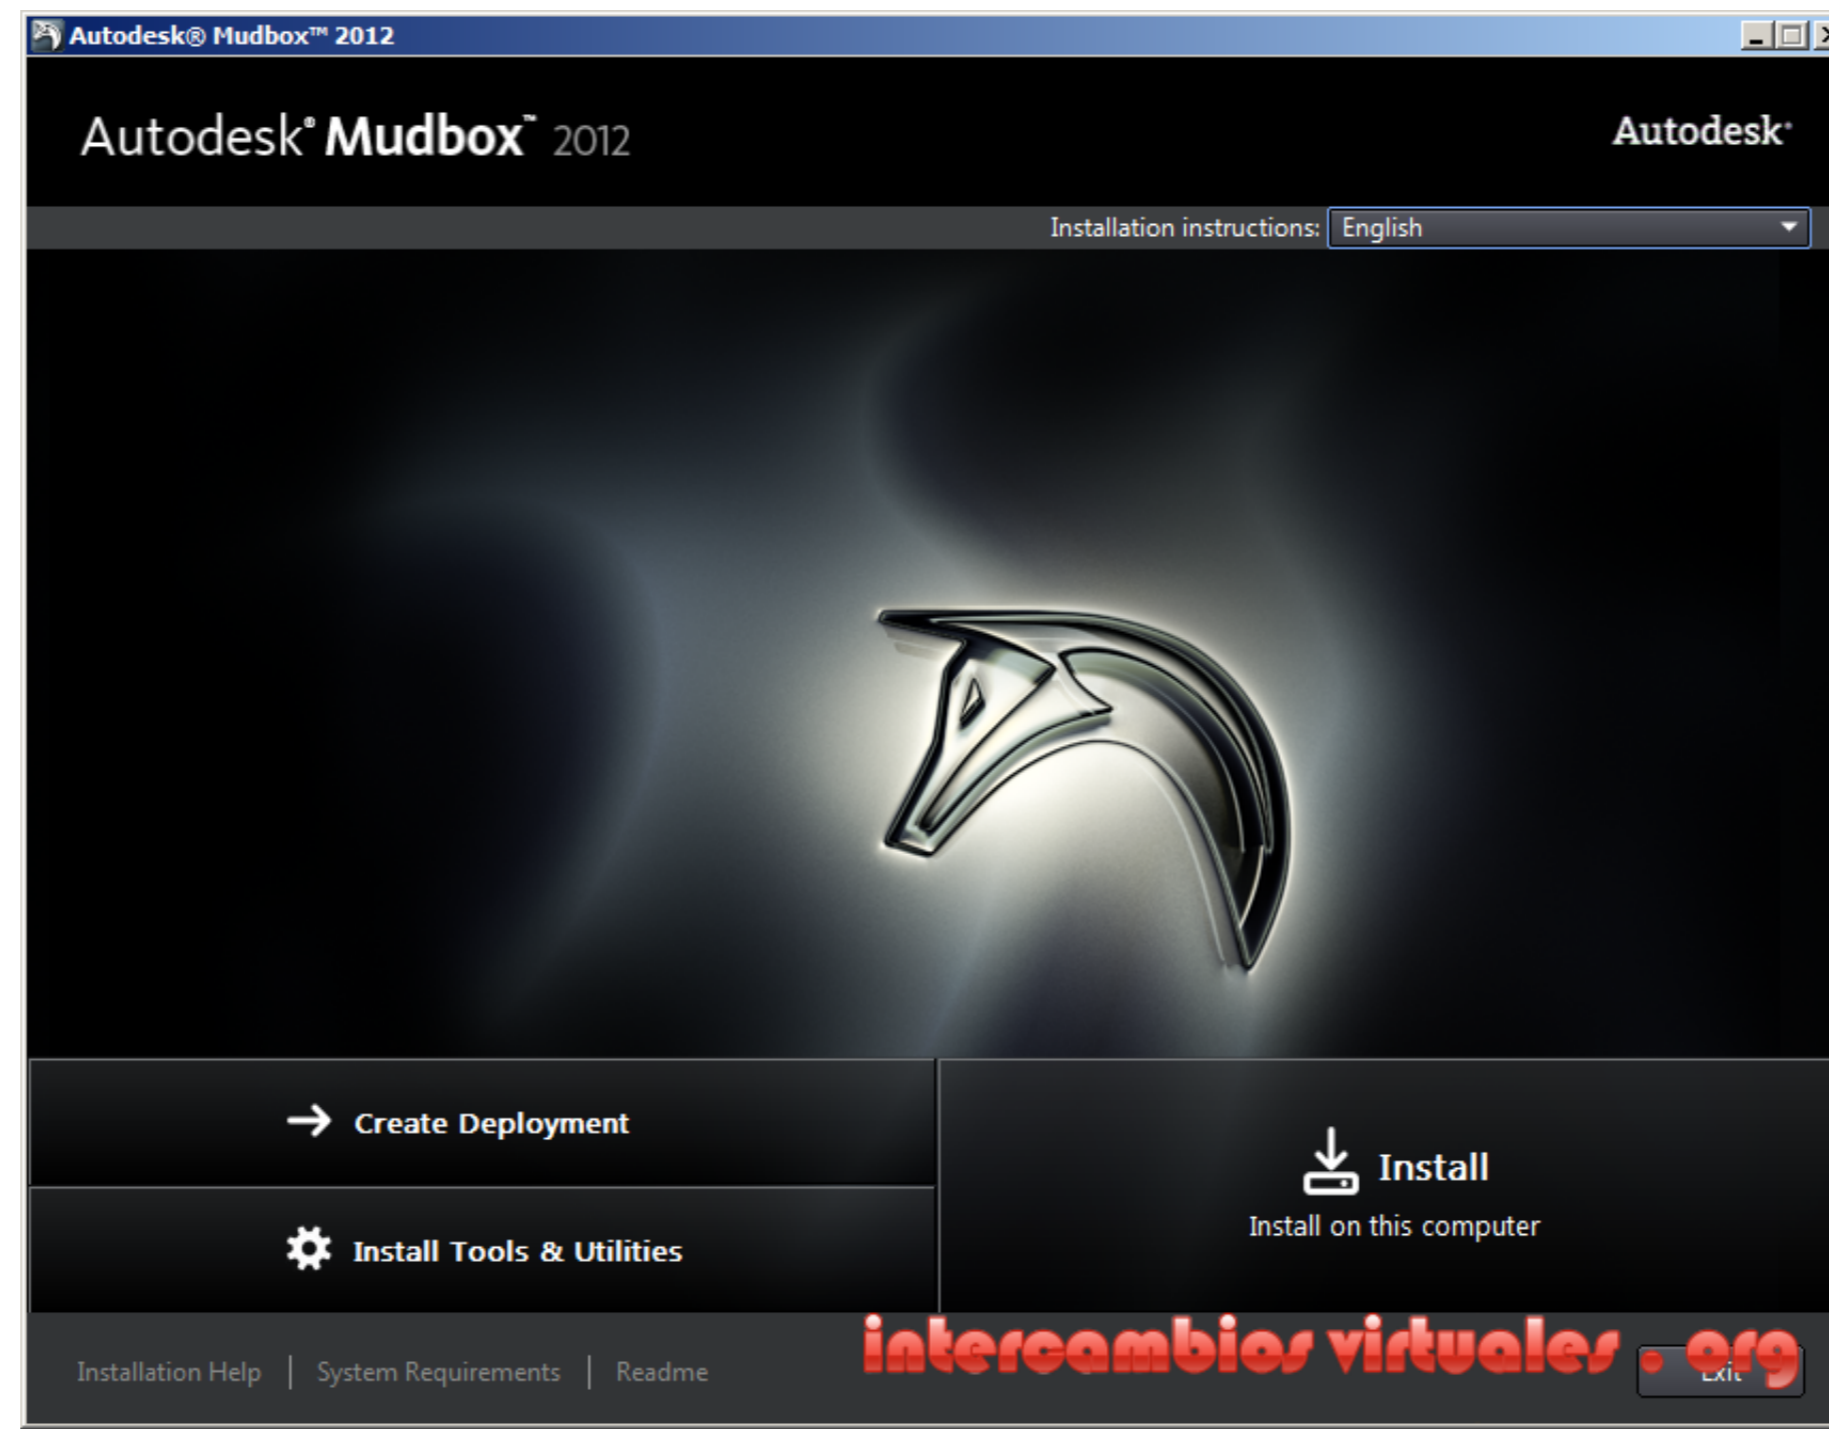 Autodesk® Mudbox™ 2012
Autodesk® Mudbox™ 2012
Autodesk®
Installation instructions: English
Create Deployment
Install
Install on this computer
Install Tools & Utilities
Installation Help | System Requirements | Readme
Exit
intercambios virtuales . org